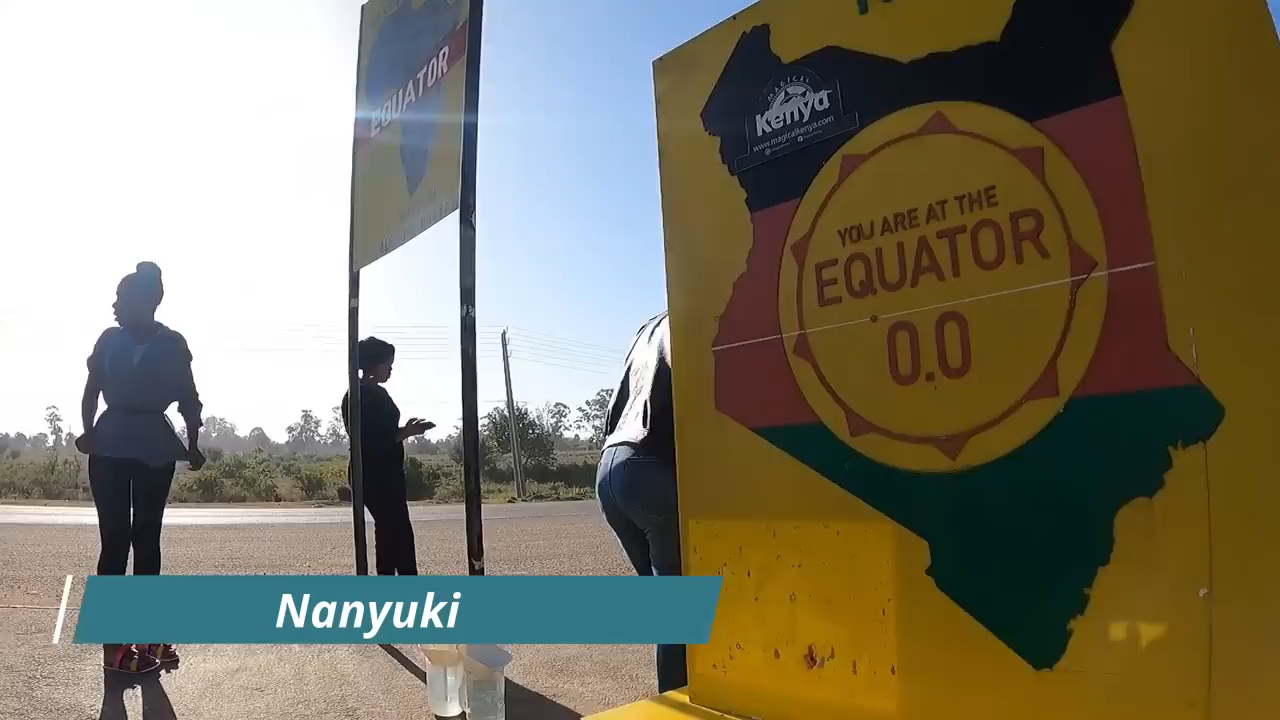 EQUATOR
MAGICAL
Kenya
www.magicalkenya.com
YOU ARE AT THE
EQUATOR
0.0
Nanyuki